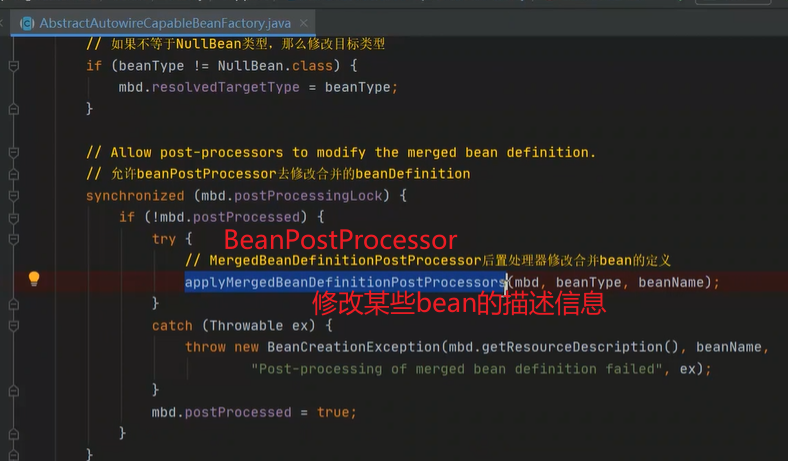 AbstractAutowireCapableBeanFactory.java
// 如果不等于NullBean类型，那么修改目标类型
if (beanType != NullBean.class) {
mbd.resolvedTargetType = beanType;
}
// Allow post-processors to modify the merged bean definition.
// 允许beanPostProcessor去修改合并的beanDefinition
synchronized (mbd.postProcessingLock) {
if (!mbd.postProcessed) {
try {
BeanPostProcessor
// MergedBeanDefinitionPostProcessor后置处理器修改合并bean的定义
applyMergedBeanDefinitionPostProcessors(mbd, beanType, beanName);
}
修改某些bean的描述信息
catch (Throwable ex) {
throw new BeanCreationException(mbd.getResourceDescription(), beanName,
"Post-processing of merged bean definition failed", ex);
}
mbd.postProcessed = true;
}
}